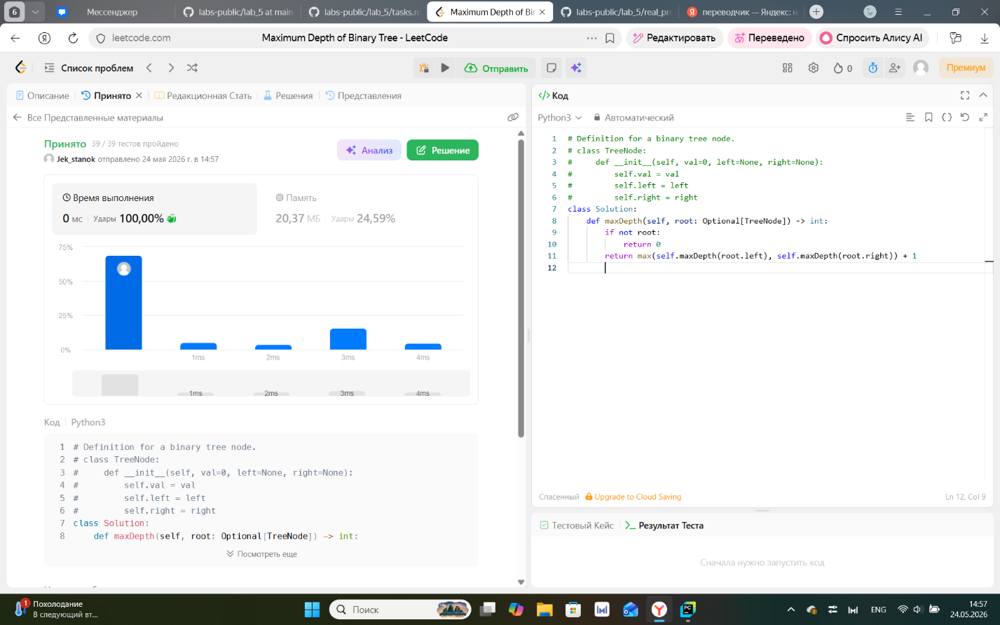 6
Мессенджер
labs-public/lab_5 at main
labs-public/lab_5/tasks.m
Maximum Depth of Bin
labs-public/lab_5/real_pro
переводчик — Яндекс: н
leetcode.com
Maximum Depth of Binary Tree - LeetCode
Редактировать
Переведено
Спросить Алису AI
Список проблем
Отправить
0
Премиум
Описание
Принято
Редакционная Стать
Решения
Представления
Все Представленные материалы
Принято 39 / 39 тестов пройдено
Jek_stanok отправлено 24 мая 2026 г. в 14:57
Анализ
Решение
Время выполнения
0 мс Удары 100,00%
Память
20,37 МБ Удары 24,59%
75%
50%
25%
0%
1ms 2ms 3ms 4ms
1ms 2ms 3ms 4ms
Код Python3
1 # Definition for a binary tree node.
2 # class TreeNode:
3 #     def __init__(self, val=0, left=None, right=None):
4 #         self.val = val
5 #         self.left = left
6 #         self.right = right
7 class Solution:
8     def maxDepth(self, root: Optional[TreeNode]) -> int:
Посмотреть еще
</> Код
Python3
Автоматический
1 # Definition for a binary tree node.
2 # class TreeNode:
3 #     def __init__(self, val=0, left=None, right=None):
4 #         self.val = val
5 #         self.left = left
6 #         self.right = right
7 class Solution:
8     def maxDepth(self, root: Optional[TreeNode]) -> int:
9         if not root:
10             return 0
11         return max(self.maxDepth(root.left), self.maxDepth(root.right)) + 1
12
Спасенный
Upgrade to Cloud Saving
Ln 12, Col 9
Тестовый Кейс
Результат Теста
Сначала нужно запустить код
1
Похолодание
В следующий вт...
Поиск
PC
ENG
14:57
24.05.2026